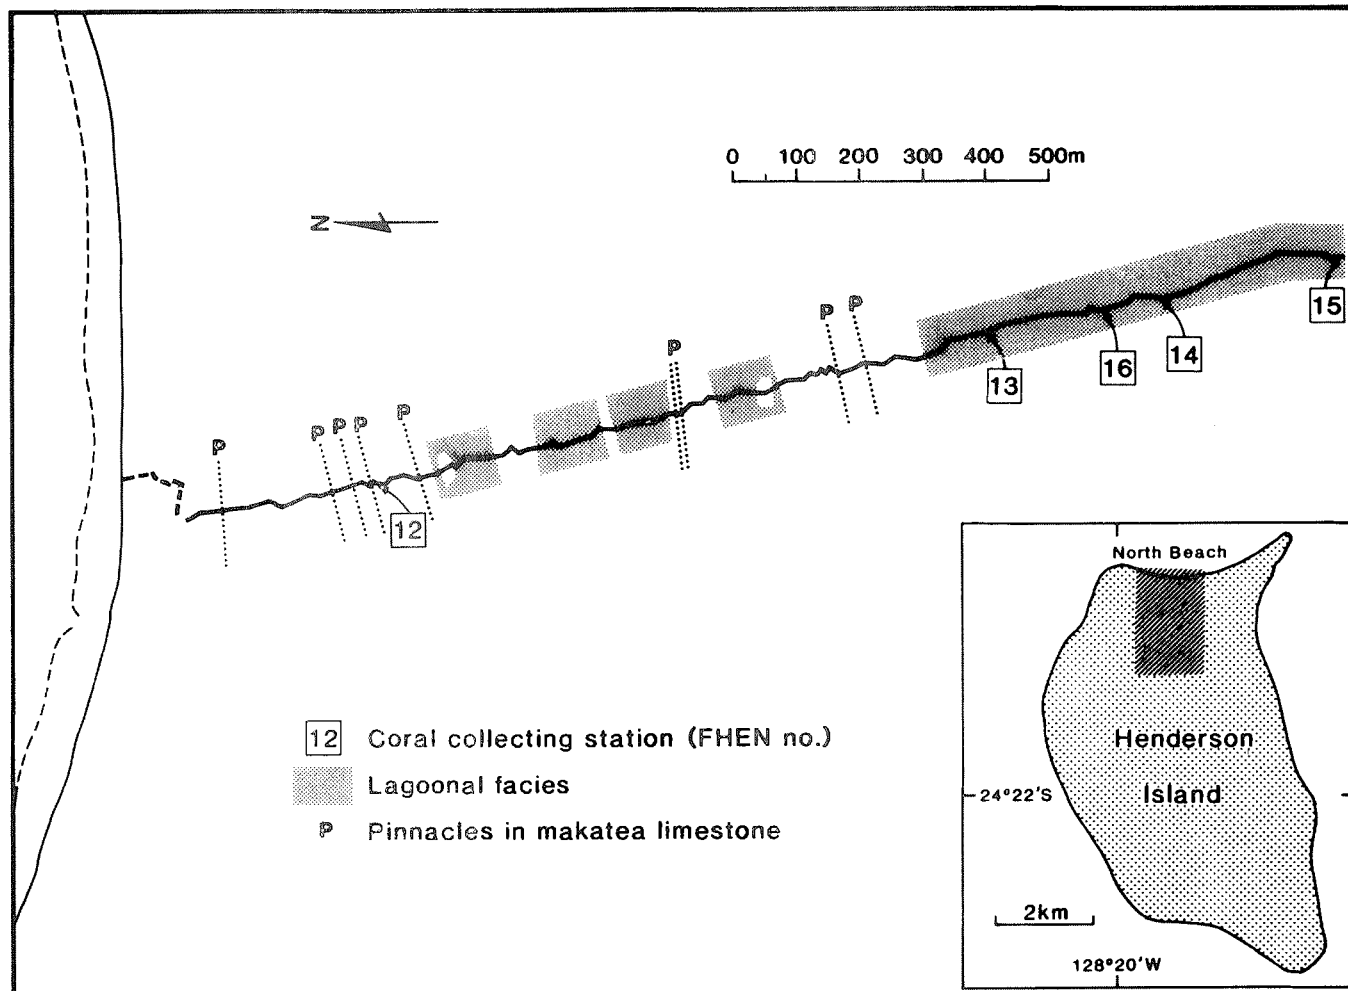 0 100 200 300 400 500m
N
P
P
P
P
P
P
P
P
12
13
16
14
15
12 Coral collecting station (FHEN no.)
Lagoonal facies
P Pinnacles in makatea limestone
North Beach
Henderson
Island
24°22'S
2km
128°20'W